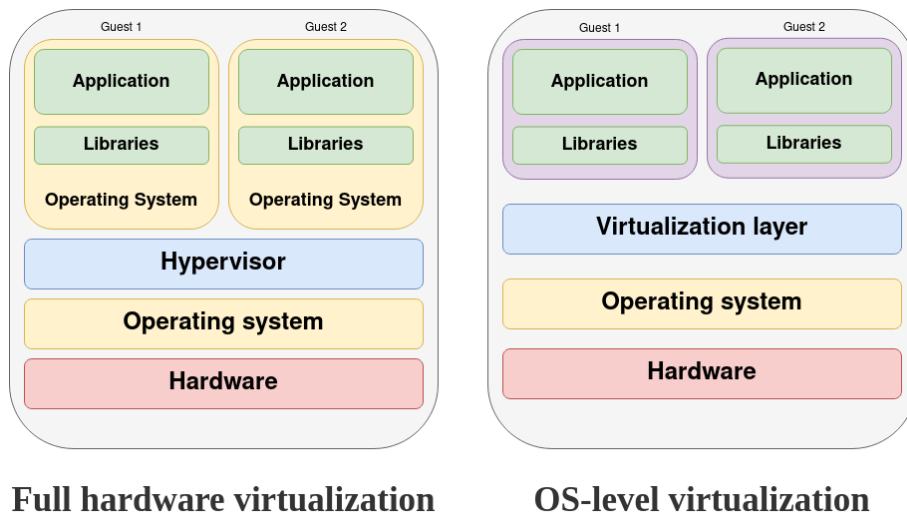 Guest 1
Guest 2
Application
Application
Libraries
Libraries
Operating System
Operating System
Hypervisor
Operating system
Hardware
Full hardware virtualization
Guest 1
Guest 2
Application
Application
Libraries
Libraries
Virtualization layer
Operating system
Hardware
OS-level virtualization